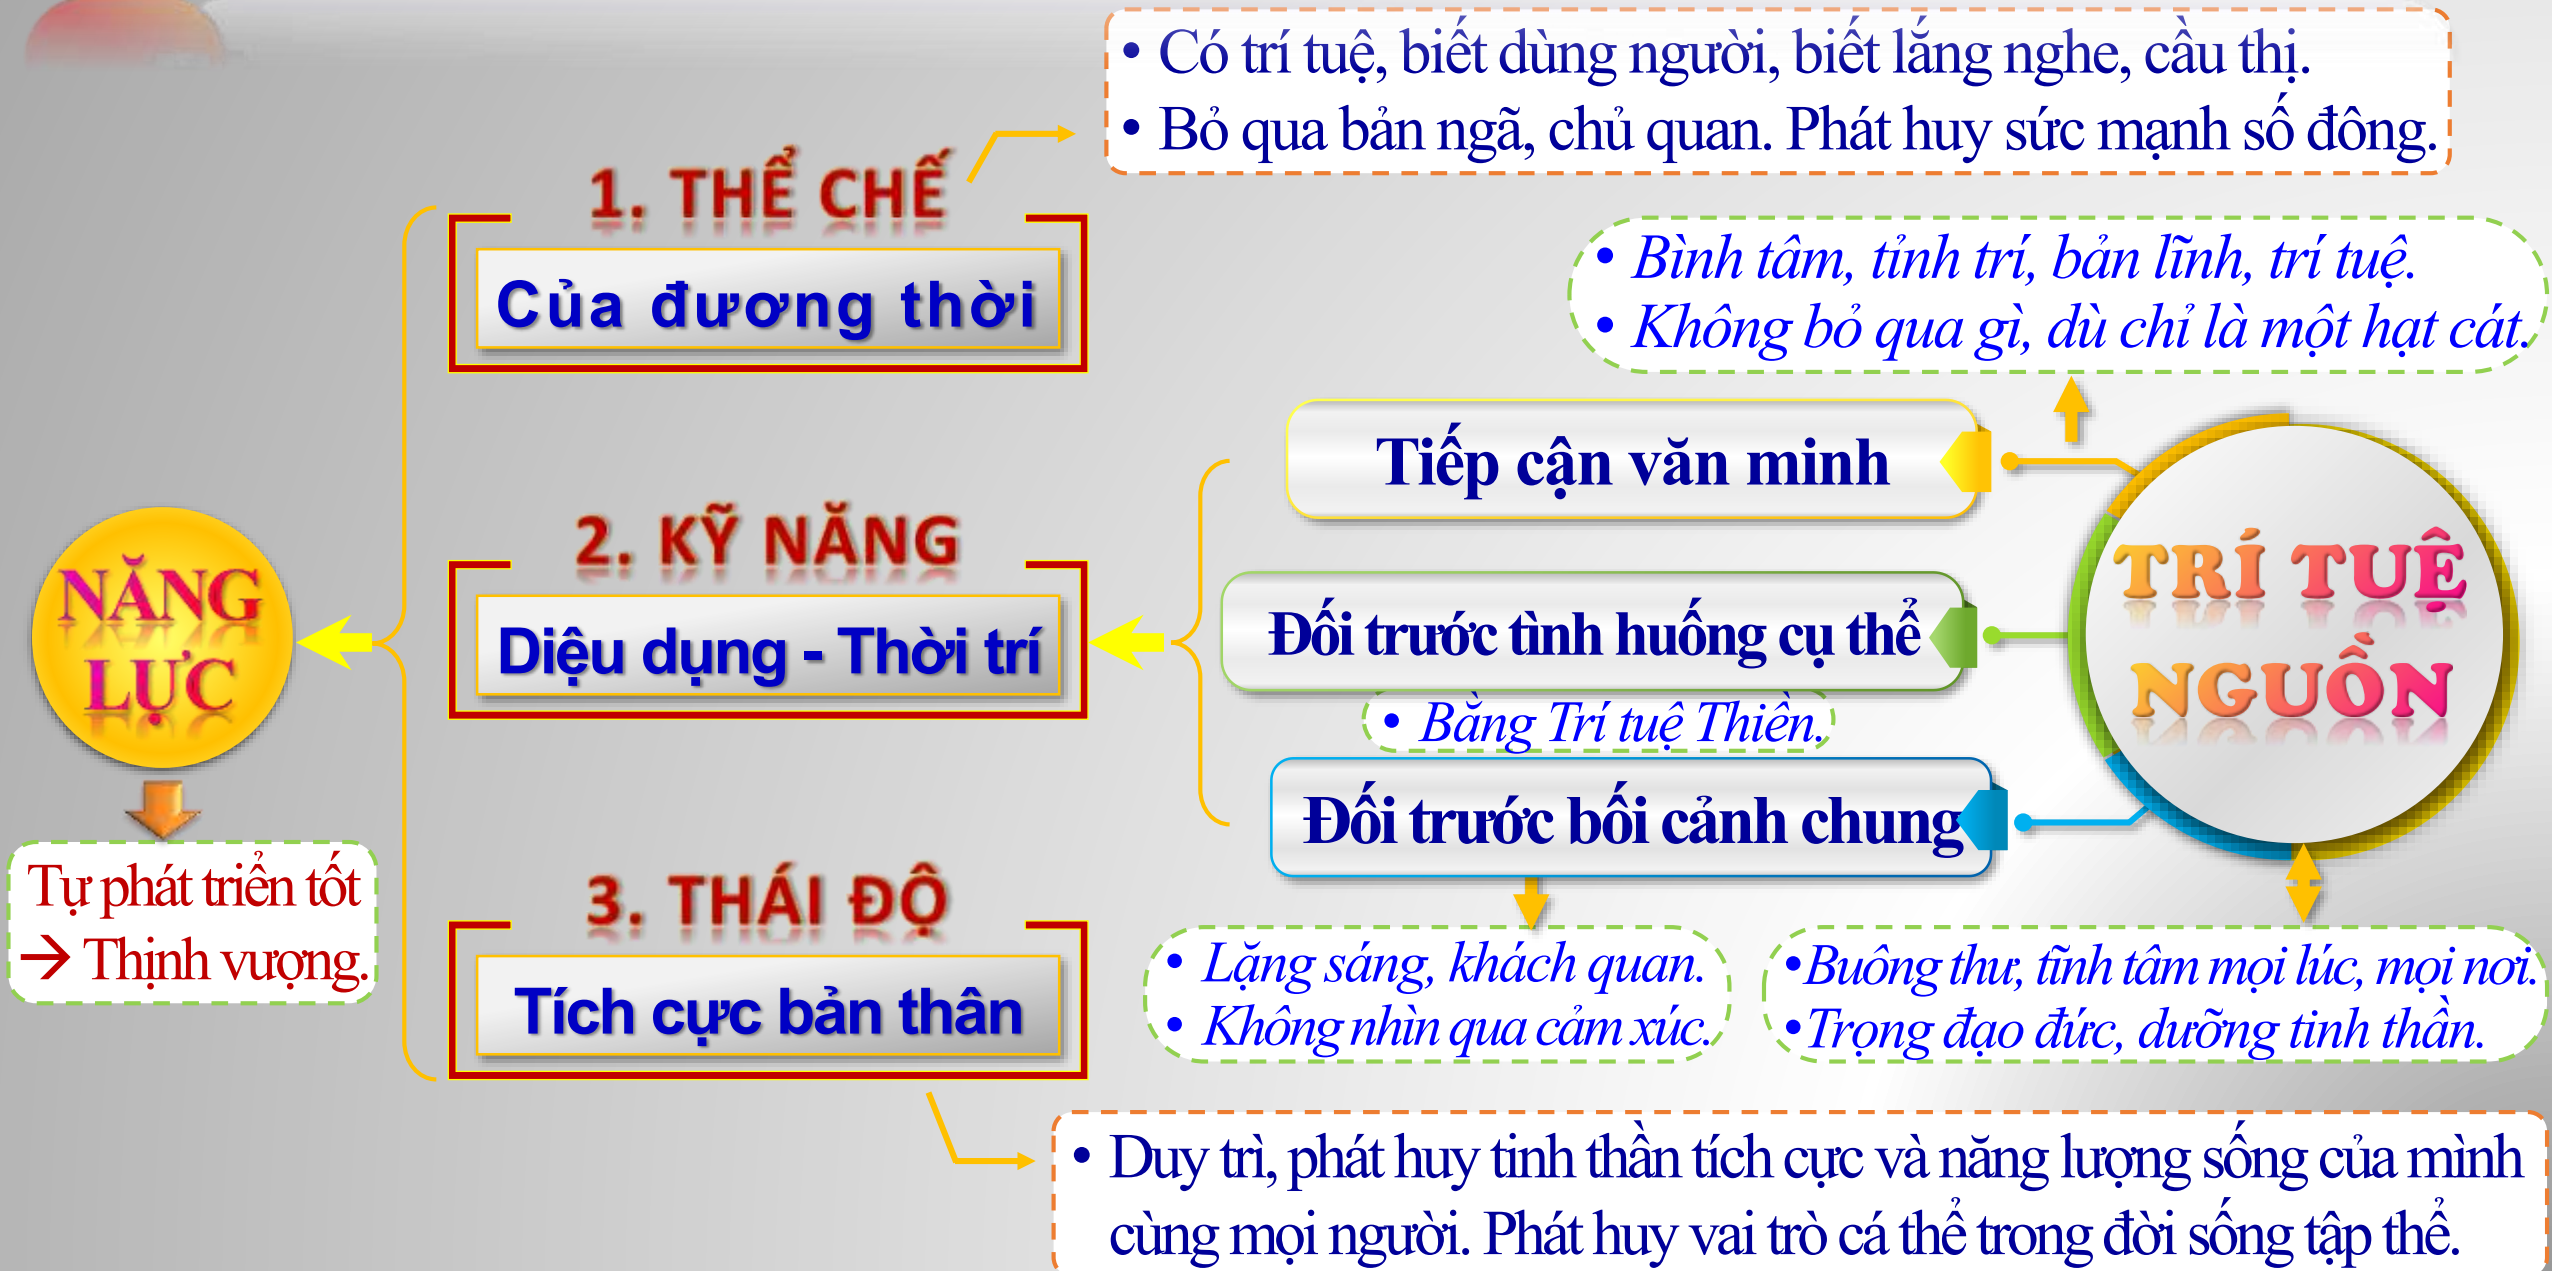 • Có trí tuệ, biết dùng người, biết lắng nghe, cầu thị.
• Bỏ qua bản ngã, chủ quan. Phát huy sức mạnh số đông.
1. THỂ CHẾ
Của đương thời
• Bình tâm, tỉnh trí, bản lĩnh, trí tuệ.
• Không bỏ qua gì, dù chỉ là một hạt cát.
Tiếp cận văn minh
2. KỸ NĂNG
Diệu dụng - Thời trí
Đối trước tình huống cụ thể
• Bằng Trí tuệ Thiền.
Đối trước bối cảnh chung
TRÍ TUỆ
NGUỒN
NĂNG
LỰC
Tự phát triển tốt
→ Thịnh vượng.
3. THÁI ĐỘ
Tích cực bản thân
• Lặng sáng, khách quan.
• Không nhìn qua cảm xúc.
•Buông thư, tĩnh tâm mọi lúc, mọi nơi.
•Trọng đạo đức, dưỡng tinh thần.
• Duy trì, phát huy tinh thần tích cực và năng lượng sống của mình
cùng mọi người. Phát huy vai trò cá thể trong đời sống tập thể.